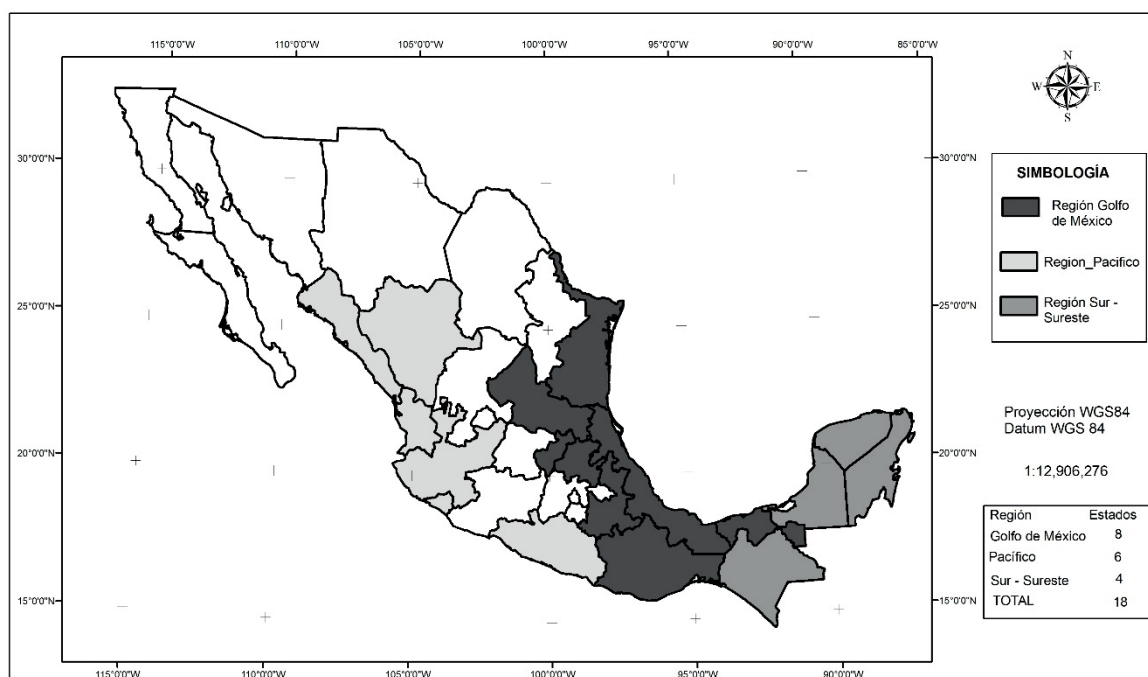 115°0'0"W 110°0'0"W 105°0'0"W 100°0'0"W 95°0'0"W 90°0'0"W 85°0'0"W
30°0'0"N 30°0'0"N
25°0'0"N 25°0'0"N
20°0'0"N 20°0'0"N
15°0'0"N 15°0'0"N
115°0'0"W 110°0'0"W 105°0'0"W 100°0'0"W 95°0'0"W 90°0'0"W
N
W E
S
SIMBOLOGÍA
Región Golfo
de México
Region_Pacifico
Región Sur -
Sureste
Proyección WGS84
Datum WGS 84
1:12,906,276
Región Estados
Golfo de México 8
Pacífico 6
Sur - Sureste 4
TOTAL 18